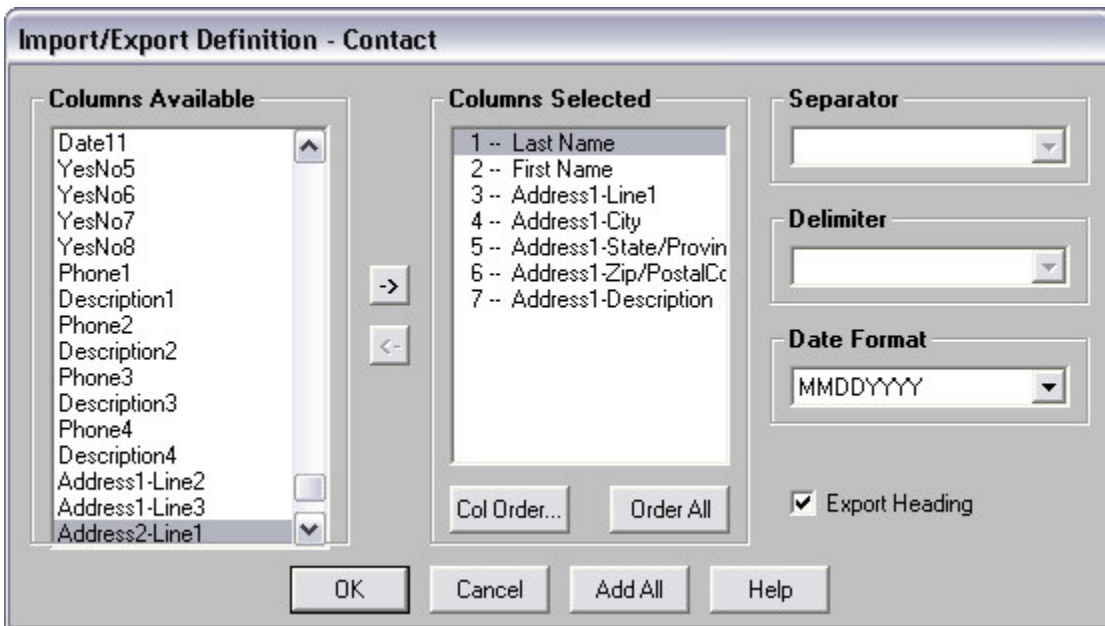 Import/Export Definition - Contact
Columns Available
Date11
YesNo5
YesNo6
YesNo7
YesNo8
Phone1
Description1
Phone2
Description2
Phone3
Description3
Phone4
Description4
Address1-Line2
Address1-Line3
Address2-Line1
->
<-
Columns Selected
1 -- Last Name
2 -- First Name
3 -- Address1-Line1
4 -- Address1-City
5 -- Address1-State/Provin
6 -- Address1-Zip/PostalCo
7 -- Address1-Description
Col Order...
Order All
Separator
Delimiter
Date Format
MMDDYYYY
Export Heading
OK
Cancel
Add All
Help